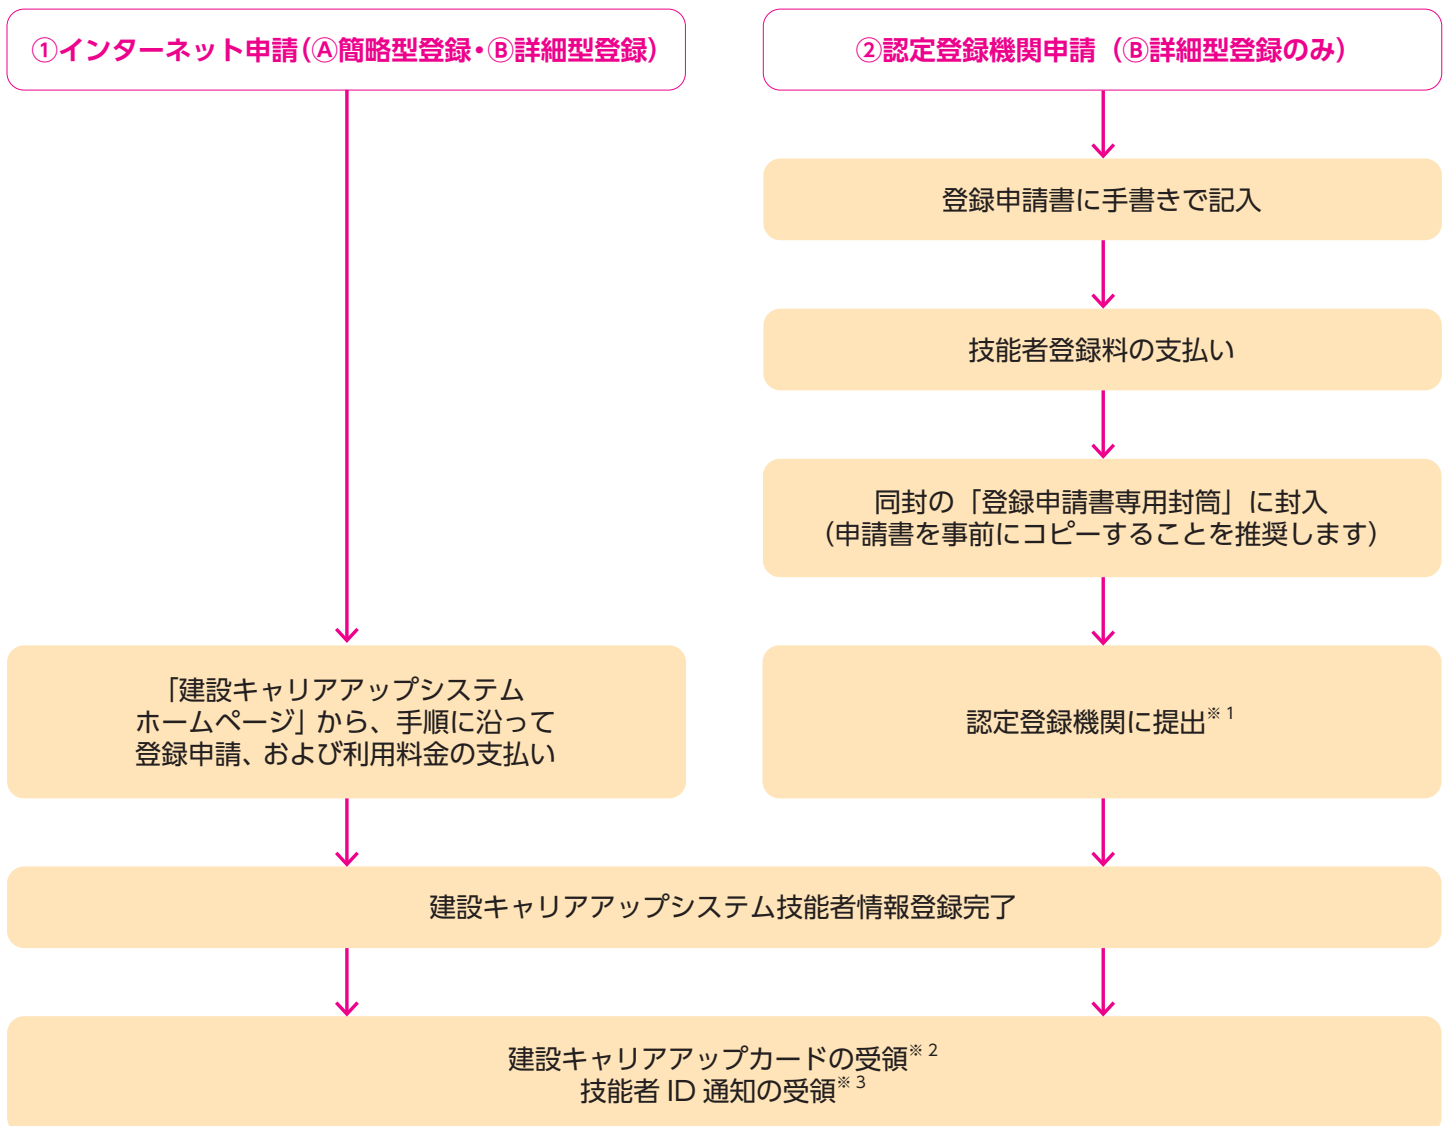 ①インターネット申請(Ⓐ簡略型登録・Ⓑ詳細型登録)
②認定登録機関申請（Ⓑ詳細型登録のみ）
登録申請書に手書きで記入
技能者登録料の支払い
同封の「登録申請書専用封筒」に封入
（申請書を事前にコピーすることを推奨します）
「建設キャリアアップシステム
ホームページ」から、手順に沿って
登録申請、および利用料金の支払い
認定登録機関に提出※1
建設キャリアアップシステム技能者情報登録完了
建設キャリアアップカードの受領※2
技能者 ID 通知の受領※3